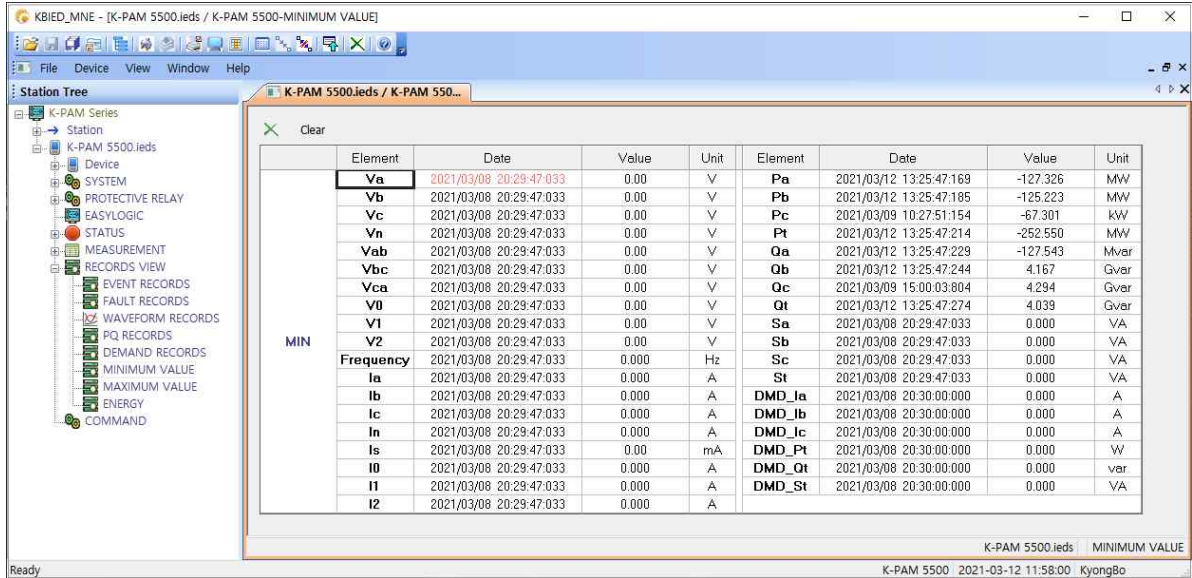 KBIED_MNE - [K-PAM 5500.ieds / K-PAM 5500-MINIMUM VALUE]
File Device View Window Help
Station Tree
K-PAM Series
Station
K-PAM 5500.ieds
Device
SYSTEM
PROTECTIVE RELAY
EASYLOGIC
STATUS
MEASUREMENT
RECORDS VIEW
EVENT RECORDS
FAULT RECORDS
WAVEFORM RECORDS
PQ RECORDS
DEMAND RECORDS
MINIMUM VALUE
MAXIMUM VALUE
ENERGY
COMMAND
K-PAM 5500.ieds / K-PAM 550...
Clear
Element Date Value Unit Element Date Value Unit
Va 2021/03/08 20:29:47:033 0.00 V Pa 2021/03/12 13:25:47:169 -127.326 MW
Vb 2021/03/08 20:29:47:033 0.00 V Pb 2021/03/12 13:25:47:185 -125.223 MW
Vc 2021/03/08 20:29:47:033 0.00 V Pc 2021/03/09 10:27:51:154 -67.301 kW
Vn 2021/03/08 20:29:47:033 0.00 V Pt 2021/03/12 13:25:47:214 -252.550 MW
Vab 2021/03/08 20:29:47:033 0.00 V Qa 2021/03/12 13:25:47:229 -127.543 Mvar
Vbc 2021/03/08 20:29:47:033 0.00 V Qb 2021/03/12 13:25:47:244 4.167 Gvar
Vca 2021/03/08 20:29:47:033 0.00 V Qc 2021/03/09 15:00:03:804 4.294 Gvar
V0 2021/03/08 20:29:47:033 0.00 V Qt 2021/03/12 13:25:47:274 4.039 Gvar
V1 2021/03/08 20:29:47:033 0.00 V Sa 2021/03/08 20:29:47:033 0.000 VA
MIN V2 2021/03/08 20:29:47:033 0.00 V Sb 2021/03/08 20:29:47:033 0.000 VA
Frequency 2021/03/08 20:29:47:033 0.000 Hz Sc 2021/03/08 20:29:47:033 0.000 VA
Ia 2021/03/08 20:29:47:033 0.000 A St 2021/03/08 20:29:47:033 0.000 VA
Ib 2021/03/08 20:29:47:033 0.000 A DMD_Ia 2021/03/08 20:30:00:000 0.000 A
Ic 2021/03/08 20:29:47:033 0.000 A DMD_Ib 2021/03/08 20:30:00:000 0.000 A
In 2021/03/08 20:29:47:033 0.000 A DMD_Ic 2021/03/08 20:30:00:000 0.000 A
Is 2021/03/08 20:29:47:033 0.00 mA DMD_Pt 2021/03/08 20:30:00:000 0.000 W
I0 2021/03/08 20:29:47:033 0.000 A DMD_Qt 2021/03/08 20:30:00:000 0.000 var
I1 2021/03/08 20:29:47:033 0.000 A DMD_St 2021/03/08 20:30:00:000 0.000 VA
I2 2021/03/08 20:29:47:033 0.000 A
K-PAM 5500.ieds MINIMUM VALUE
Ready K-PAM 5500 2021-03-12 11:58:00 KyongBo